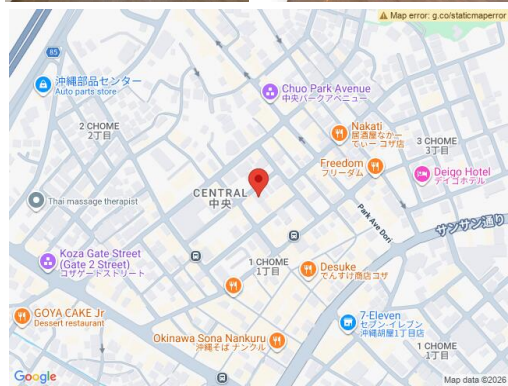 Map error: g.co/staticmaperror
85
沖縄部品センター
Auto parts store
Chuo Park Avenue
中央パークアベニュー
2 CHOME
2丁目
Nakati
居酒屋なかー
てぃー コザ店
3 CHOME
3丁目
Freedom
フリーダム
Deigo Hotel
デイゴホテル
CENTRAL
中央
Thai massage therapist
Park Ave Dori
サンサン通り
Koza Gate Street
(Gate 2 Street)
コザゲートストリート
1 CHOME
1丁目
Desuke
でんすけ商店コザ
GOYA CAKE Jr
Dessert restaurant
7-Eleven
セブン-イレブン
沖縄胡屋1丁目店
Okinawa Sona Nankuru
沖縄そば ナンクル
1 CHOME
1丁目
Google
Map data ©2026